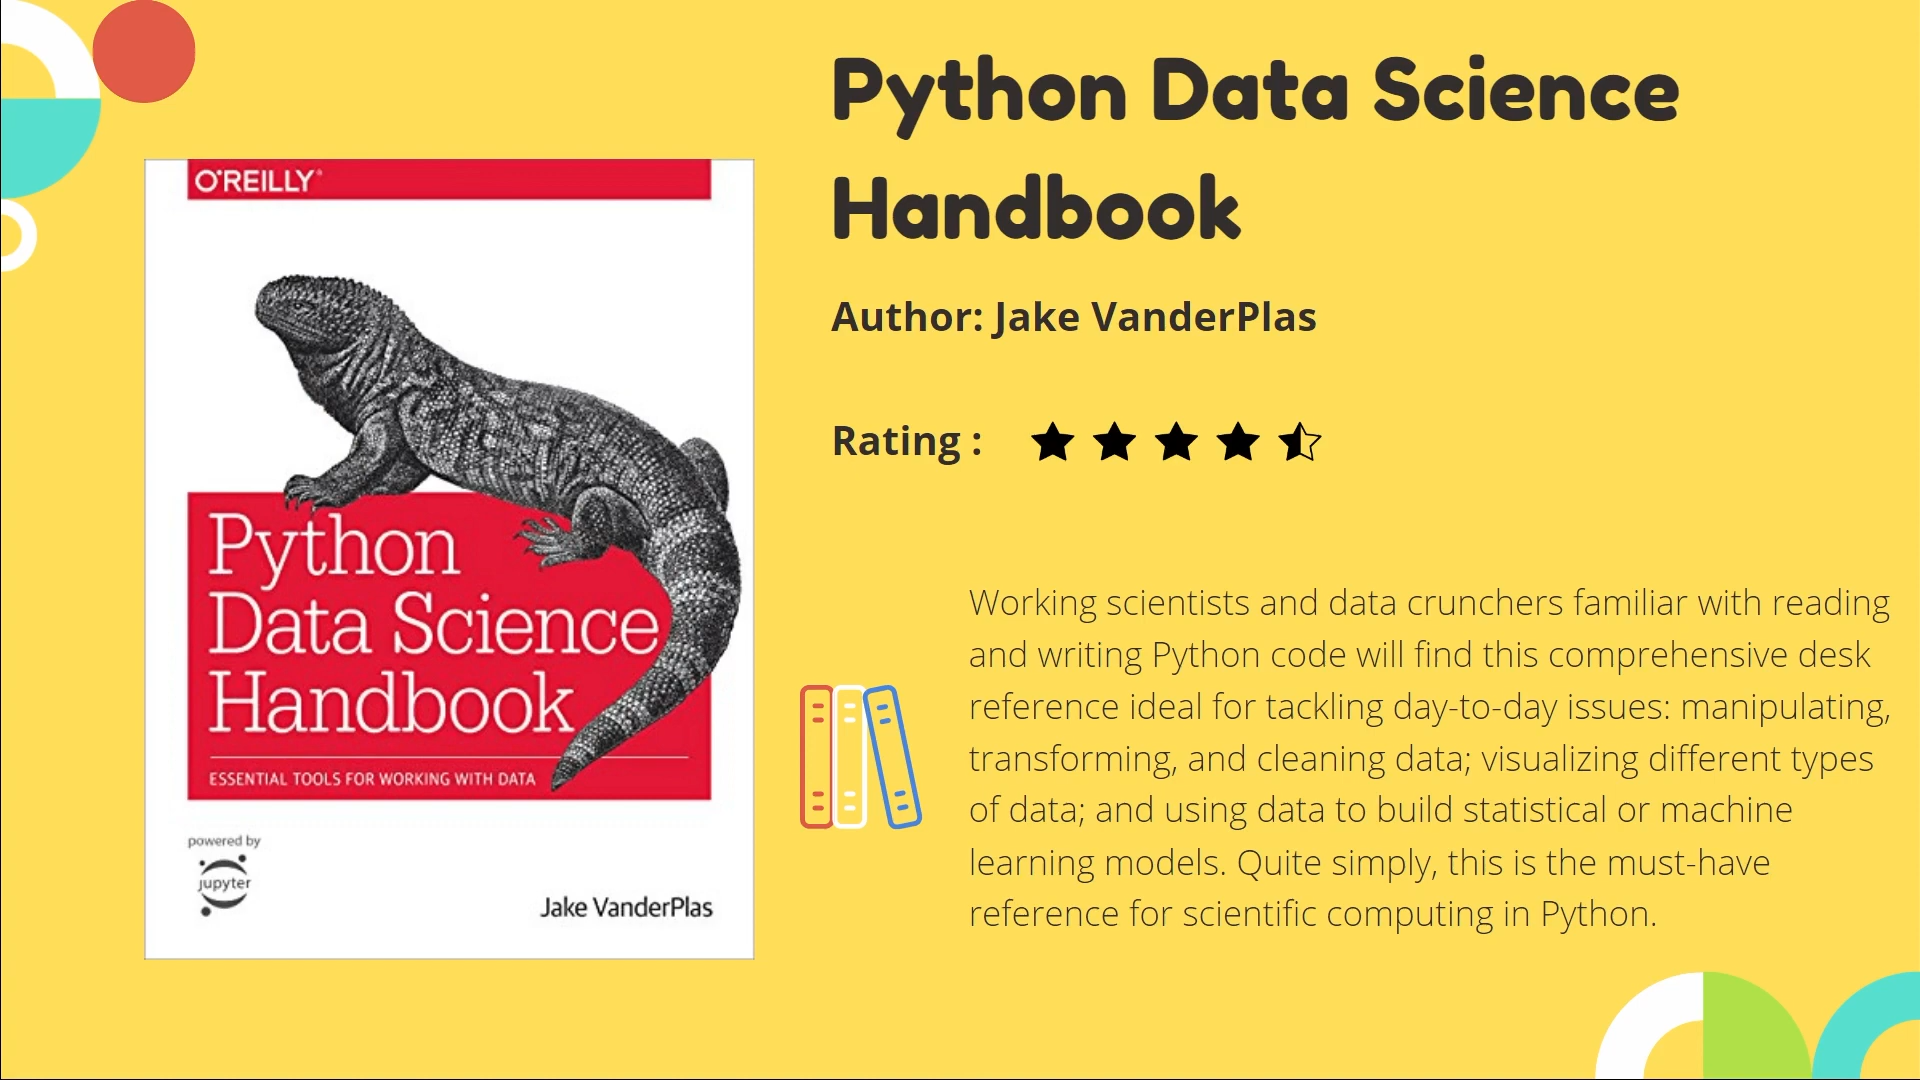 Python Data Science
Handbook
Author: Jake VanderPlas
Rating :
Working scientists and data crunchers familiar with reading
and writing Python code will find this comprehensive desk
reference ideal for tackling day-to-day issues: manipulating,
transforming, and cleaning data; visualizing different types
of data; and using data to build statistical or machine
learning models. Quite simply, this is the must-have
reference for scientific computing in Python.
O'REILLY®
Python
Data Science
Handbook
ESSENTIAL TOOLS FOR WORKING WITH DATA
powered by
jupyter
Jake VanderPlas